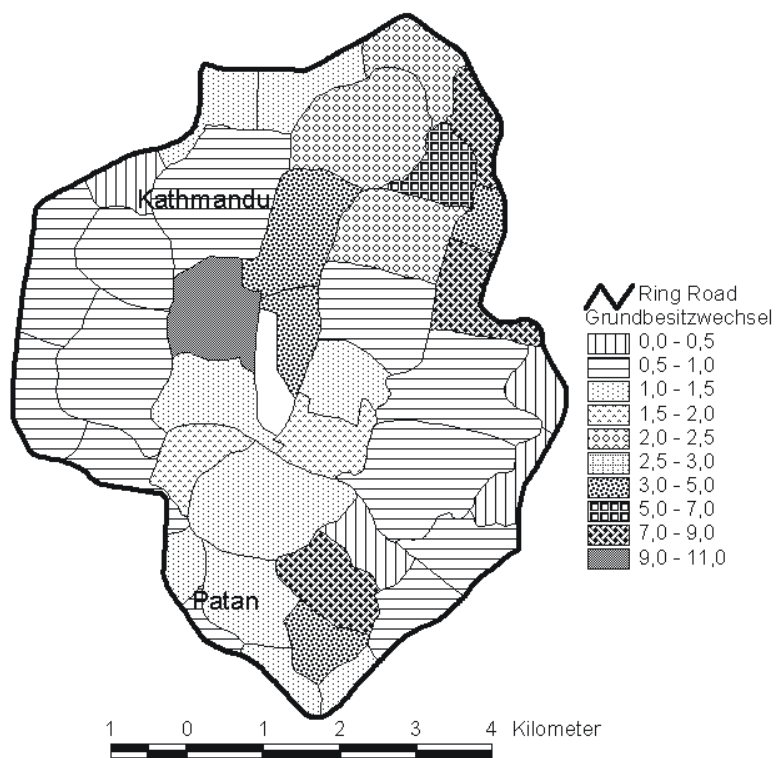 Kathmandu
Patan
Ring Road
Grundbesitzwechsel
0,0 - 0,5
0,5 - 1,0
1,0 - 1,5
1,5 - 2,0
2,0 - 2,5
2,5 - 3,0
3,0 - 5,0
5,0 - 7,0
7,0 - 9,0
9,0 - 11,0
1 0 1 2 3 4 Kilometer